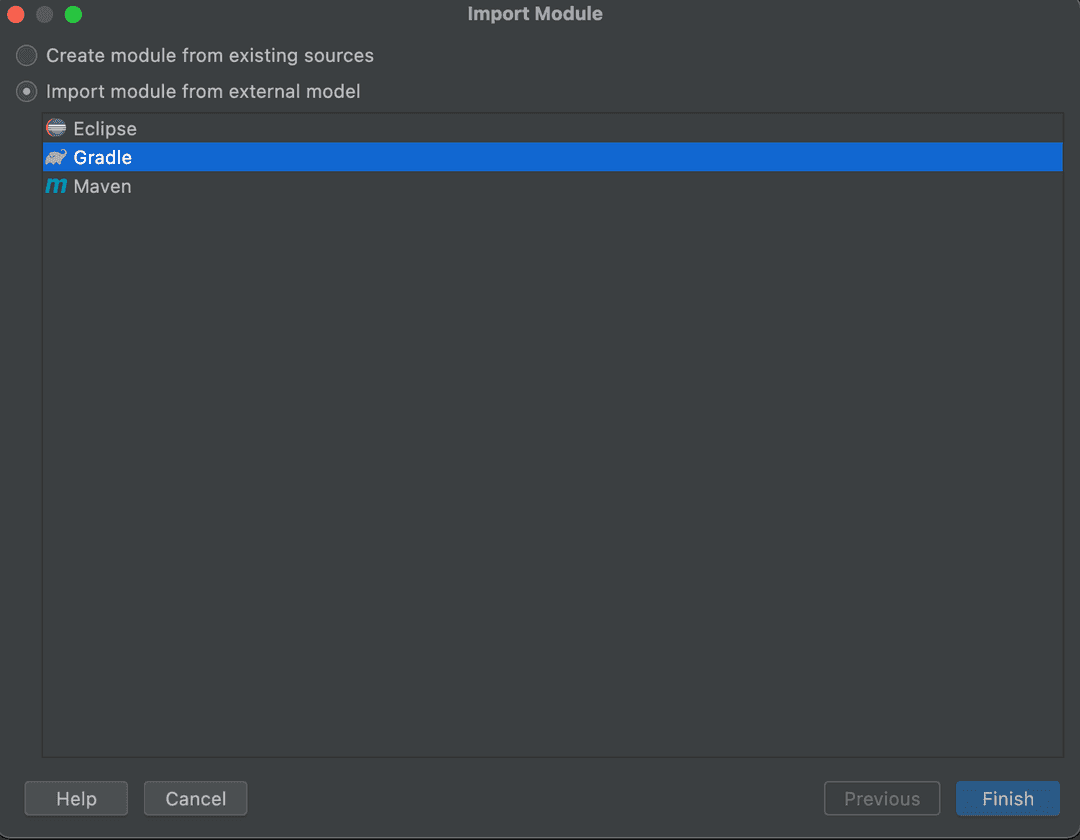 Import Module
Create module from existing sources
Import module from external model
Eclipse
Gradle
m Maven
Help Cancel Previous Finish